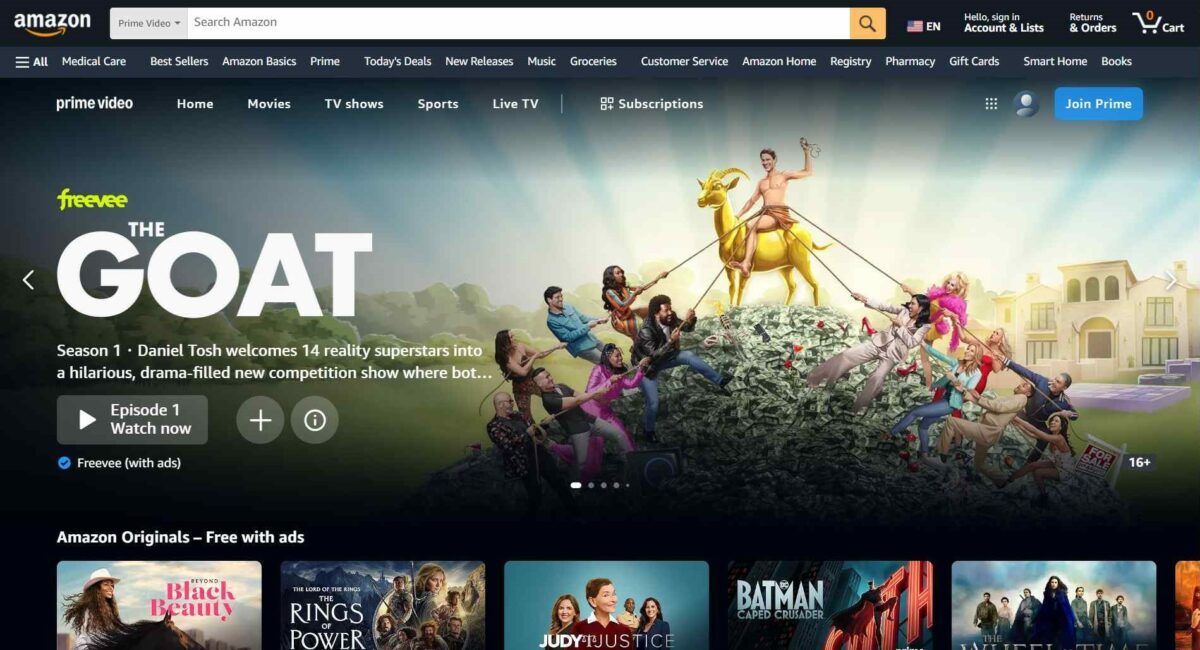 amazon
Prime Video
Search Amazon
EN
Hello, sign in
Account & Lists
Returns
& Orders
0
Cart
All
Medical Care
Best Sellers
Amazon Basics
Prime
Today's Deals
New Releases
Music
Groceries
Customer Service
Amazon Home
Registry
Pharmacy
Gift Cards
Smart Home
Books
prime video
Home
Movies
TV shows
Sports
Live TV
Subscriptions
Join Prime
freevee
THE
GOAT
Season 1 · Daniel Tosh welcomes 14 reality superstars into
a hilarious, drama-filled new competition show where bot…
Episode 1
Watch now
Freevee (with ads)
FOR
SALE
16+
Amazon Originals – Free with ads
BEYOND
Black
Beauty
THE LORD OF THE RINGS
THE
RINGS
OF
POWER
JUDY JUSTICE
DC
BATMAN
CAPED CRUSADER
prime
THE
WHEEL OF TIME